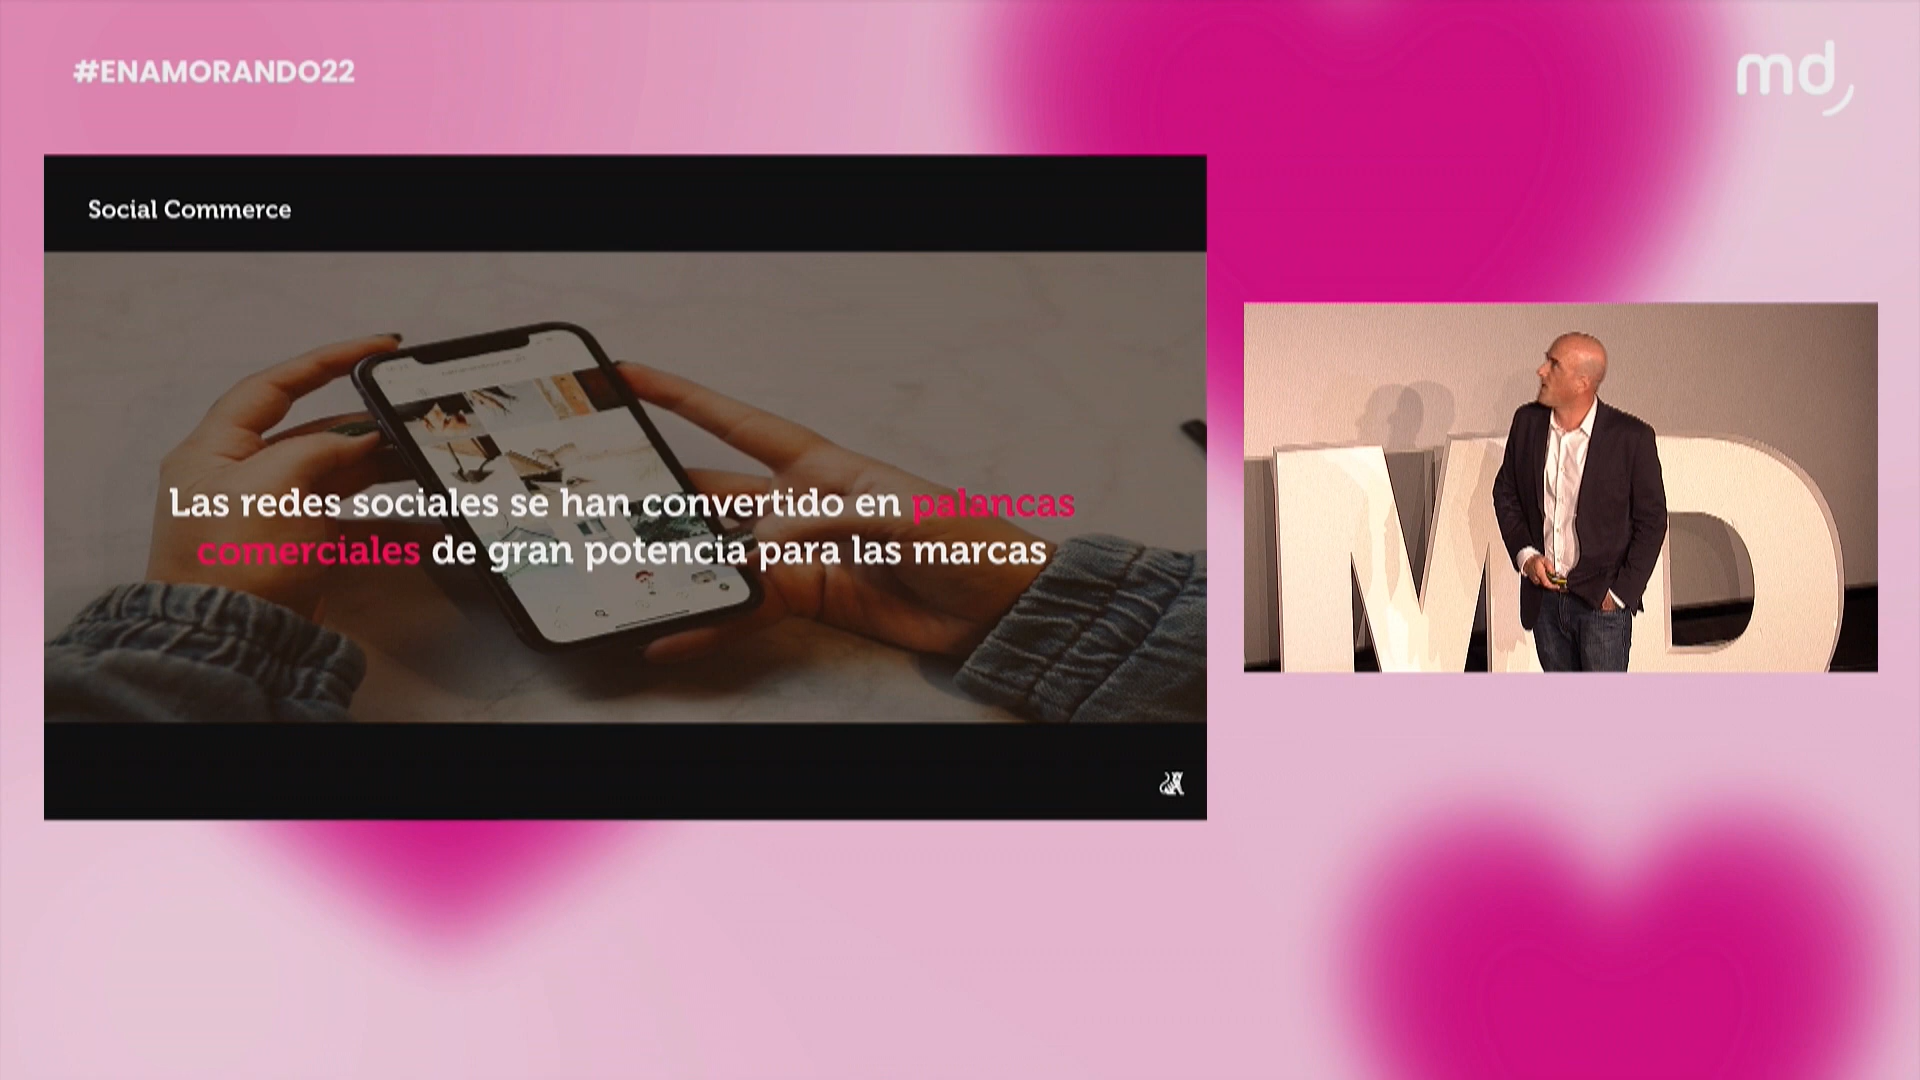 #ENAMORANDO22
md
Social Commerce
Las redes sociales se han convertido en palancas
comerciales de gran potencia para las marcas
MD